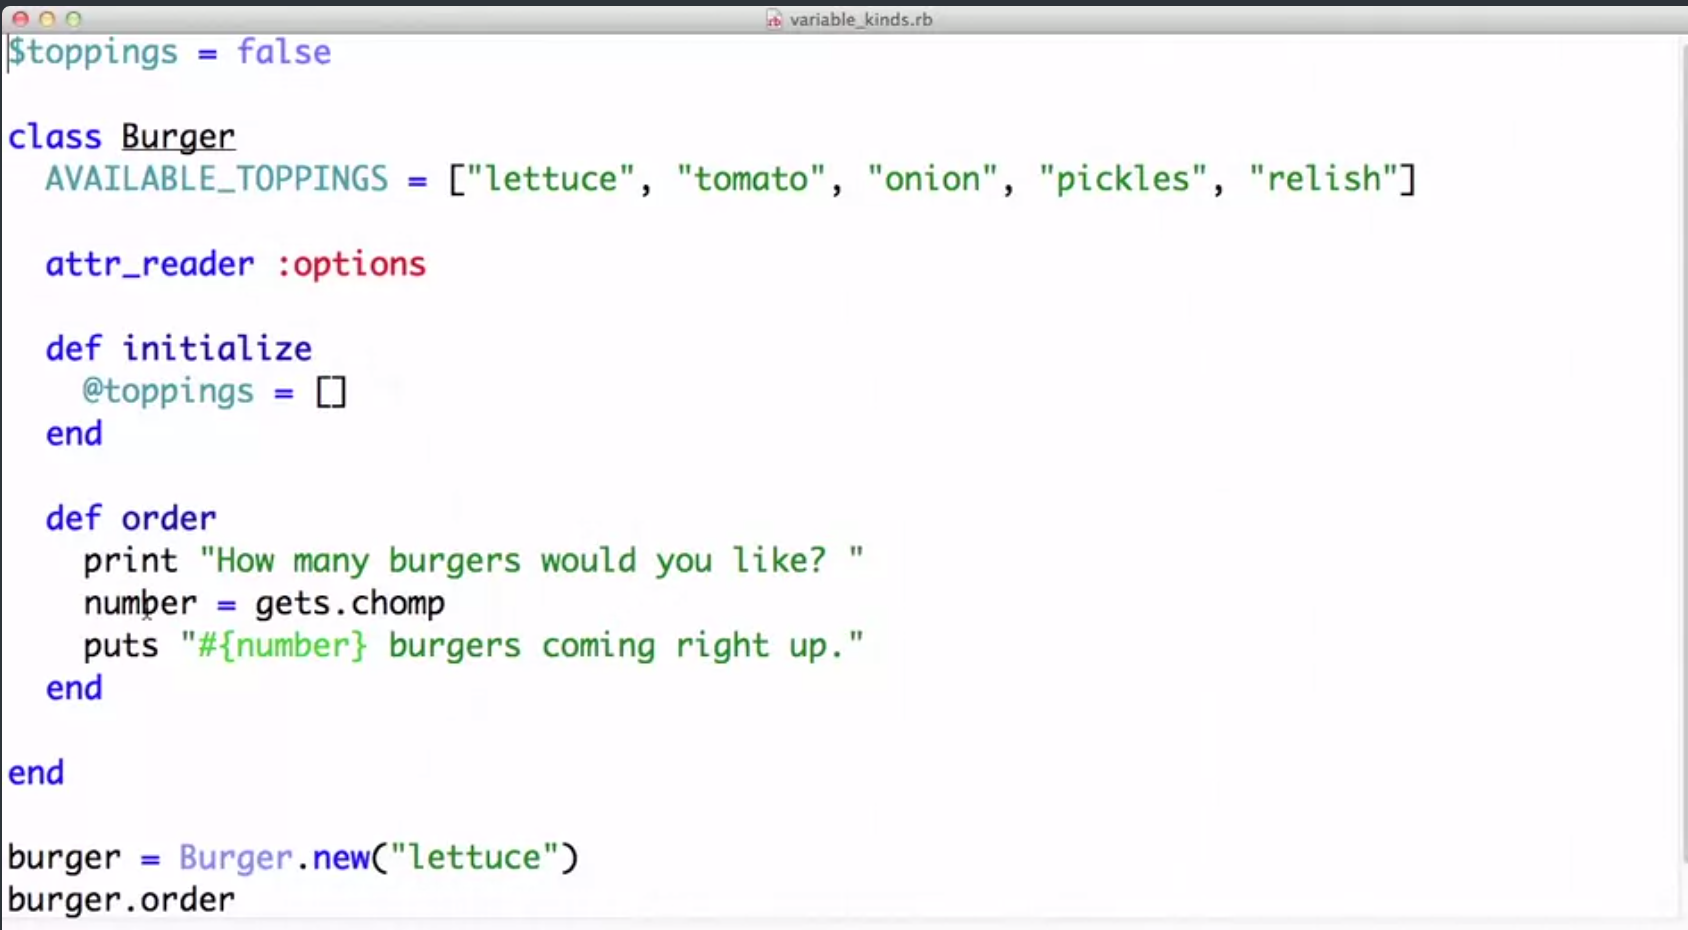 variable_kinds.rb
$toppings = false
class Burger
  AVAILABLE_TOPPINGS = ["lettuce", "tomato", "onion", "pickles", "relish"]
  attr_reader :options
  def initialize
    @toppings = []
  end
  def order
    print "How many burgers would you like? "
    number = gets.chomp
    puts "#{number} burgers coming right up."
  end
end
burger = Burger.new("lettuce")
burger.order